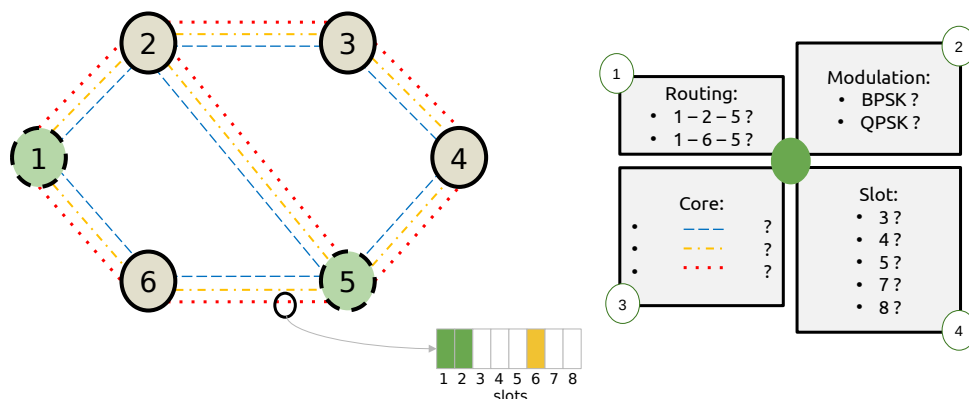 2
3
1
4
6
5
1 2 3 4 5 6 7 8
slots
1
Routing:
• 1 – 2 – 5 ?
• 1 – 6 – 5?
2
Modulation:
• BPSK ?
• QPSK ?
3
Core:
• ?
• ?
• ?
4
Slot:
• 3 ?
• 4 ?
• 5 ?
• 7 ?
• 8 ?